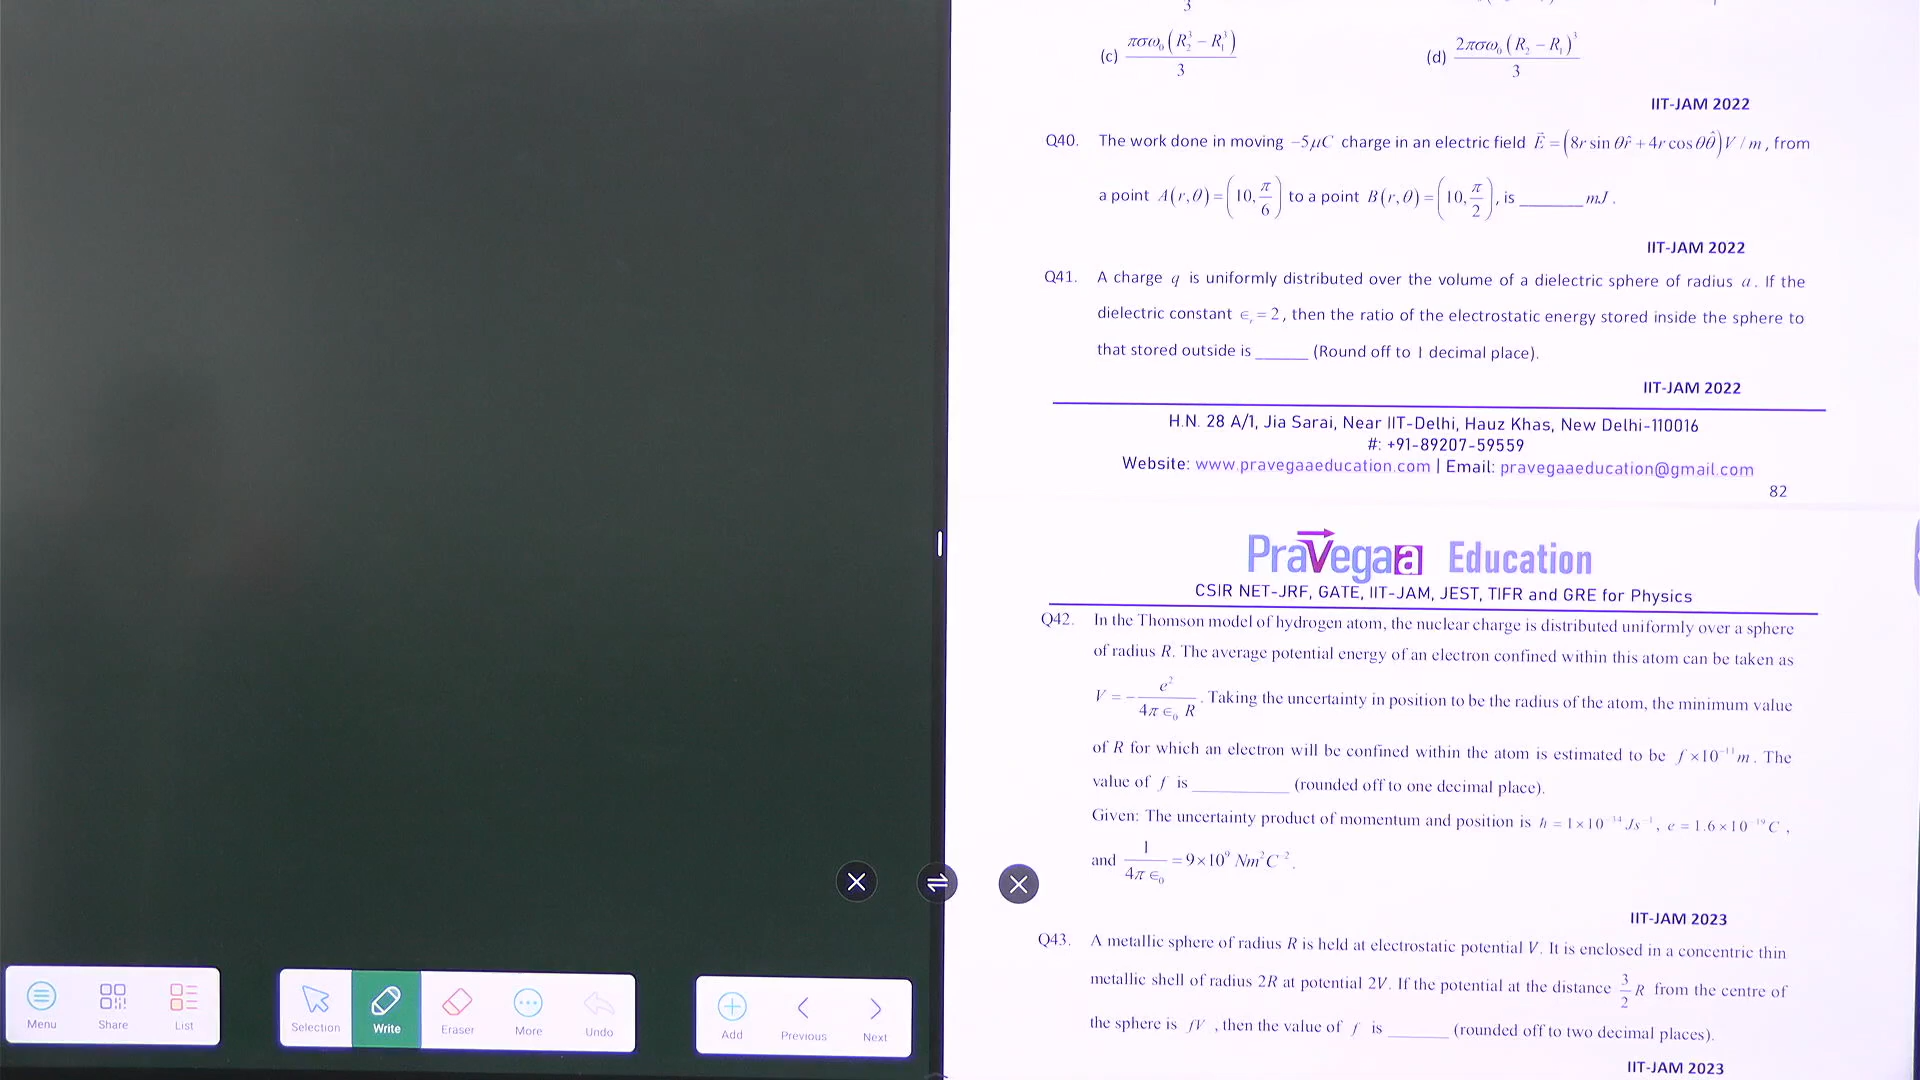 3
(c) πσω₀(R₂³ − R₁³) / 3
(d) 2πσω₀(R₂ − R₁)³ / 3
IIT-JAM 2022
Q40. The work done in moving −5μC charge in an electric field E⃗ = (8r sin θr̂ + 4r cos θθ̂) V / m, from
a point A(r,θ) = (10, π/6) to a point B(r,θ) = (10, π/2), is ______ mJ.
IIT-JAM 2022
Q41. A charge q is uniformly distributed over the volume of a dielectric sphere of radius a. If the
dielectric constant ∈ᵣ = 2, then the ratio of the electrostatic energy stored inside the sphere to
that stored outside is ______ (Round off to 1 decimal place).
IIT-JAM 2022
H.N. 28 A/1, Jia Sarai, Near IIT-Delhi, Hauz Khas, New Delhi-110016
#: +91-89207-59559
Website: www.pravegaaeducation.com | Email: pravegaaeducation@gmail.com
82
Pravegaa Education
CSIR NET-JRF, GATE, IIT-JAM, JEST, TIFR and GRE for Physics
Q42. In the Thomson model of hydrogen atom, the nuclear charge is distributed uniformly over a sphere
of radius R. The average potential energy of an electron confined within this atom can be taken as
V = − e² / 4π ∈₀ R . Taking the uncertainty in position to be the radius of the atom, the minimum value
of R for which an electron will be confined within the atom is estimated to be f × 10⁻¹¹ m. The
value of f is __________ (rounded off to one decimal place).
Given: The uncertainty product of momentum and position is ℏ = 1 × 10⁻³⁴ Js⁻¹, e = 1.6 × 10⁻¹⁹ C ,
and 1 / 4π ∈₀ = 9 × 10⁹ Nm²C⁻².
IIT-JAM 2023
Q43. A metallic sphere of radius R is held at electrostatic potential V. It is enclosed in a concentric thin
metallic shell of radius 2R at potential 2V. If the potential at the distance 3/2 R from the centre of
the sphere is fV , then the value of f is ______ (rounded off to two decimal places).
IIT-JAM 2023
Menu Share List Selection Write Eraser More Undo Add Previous Next